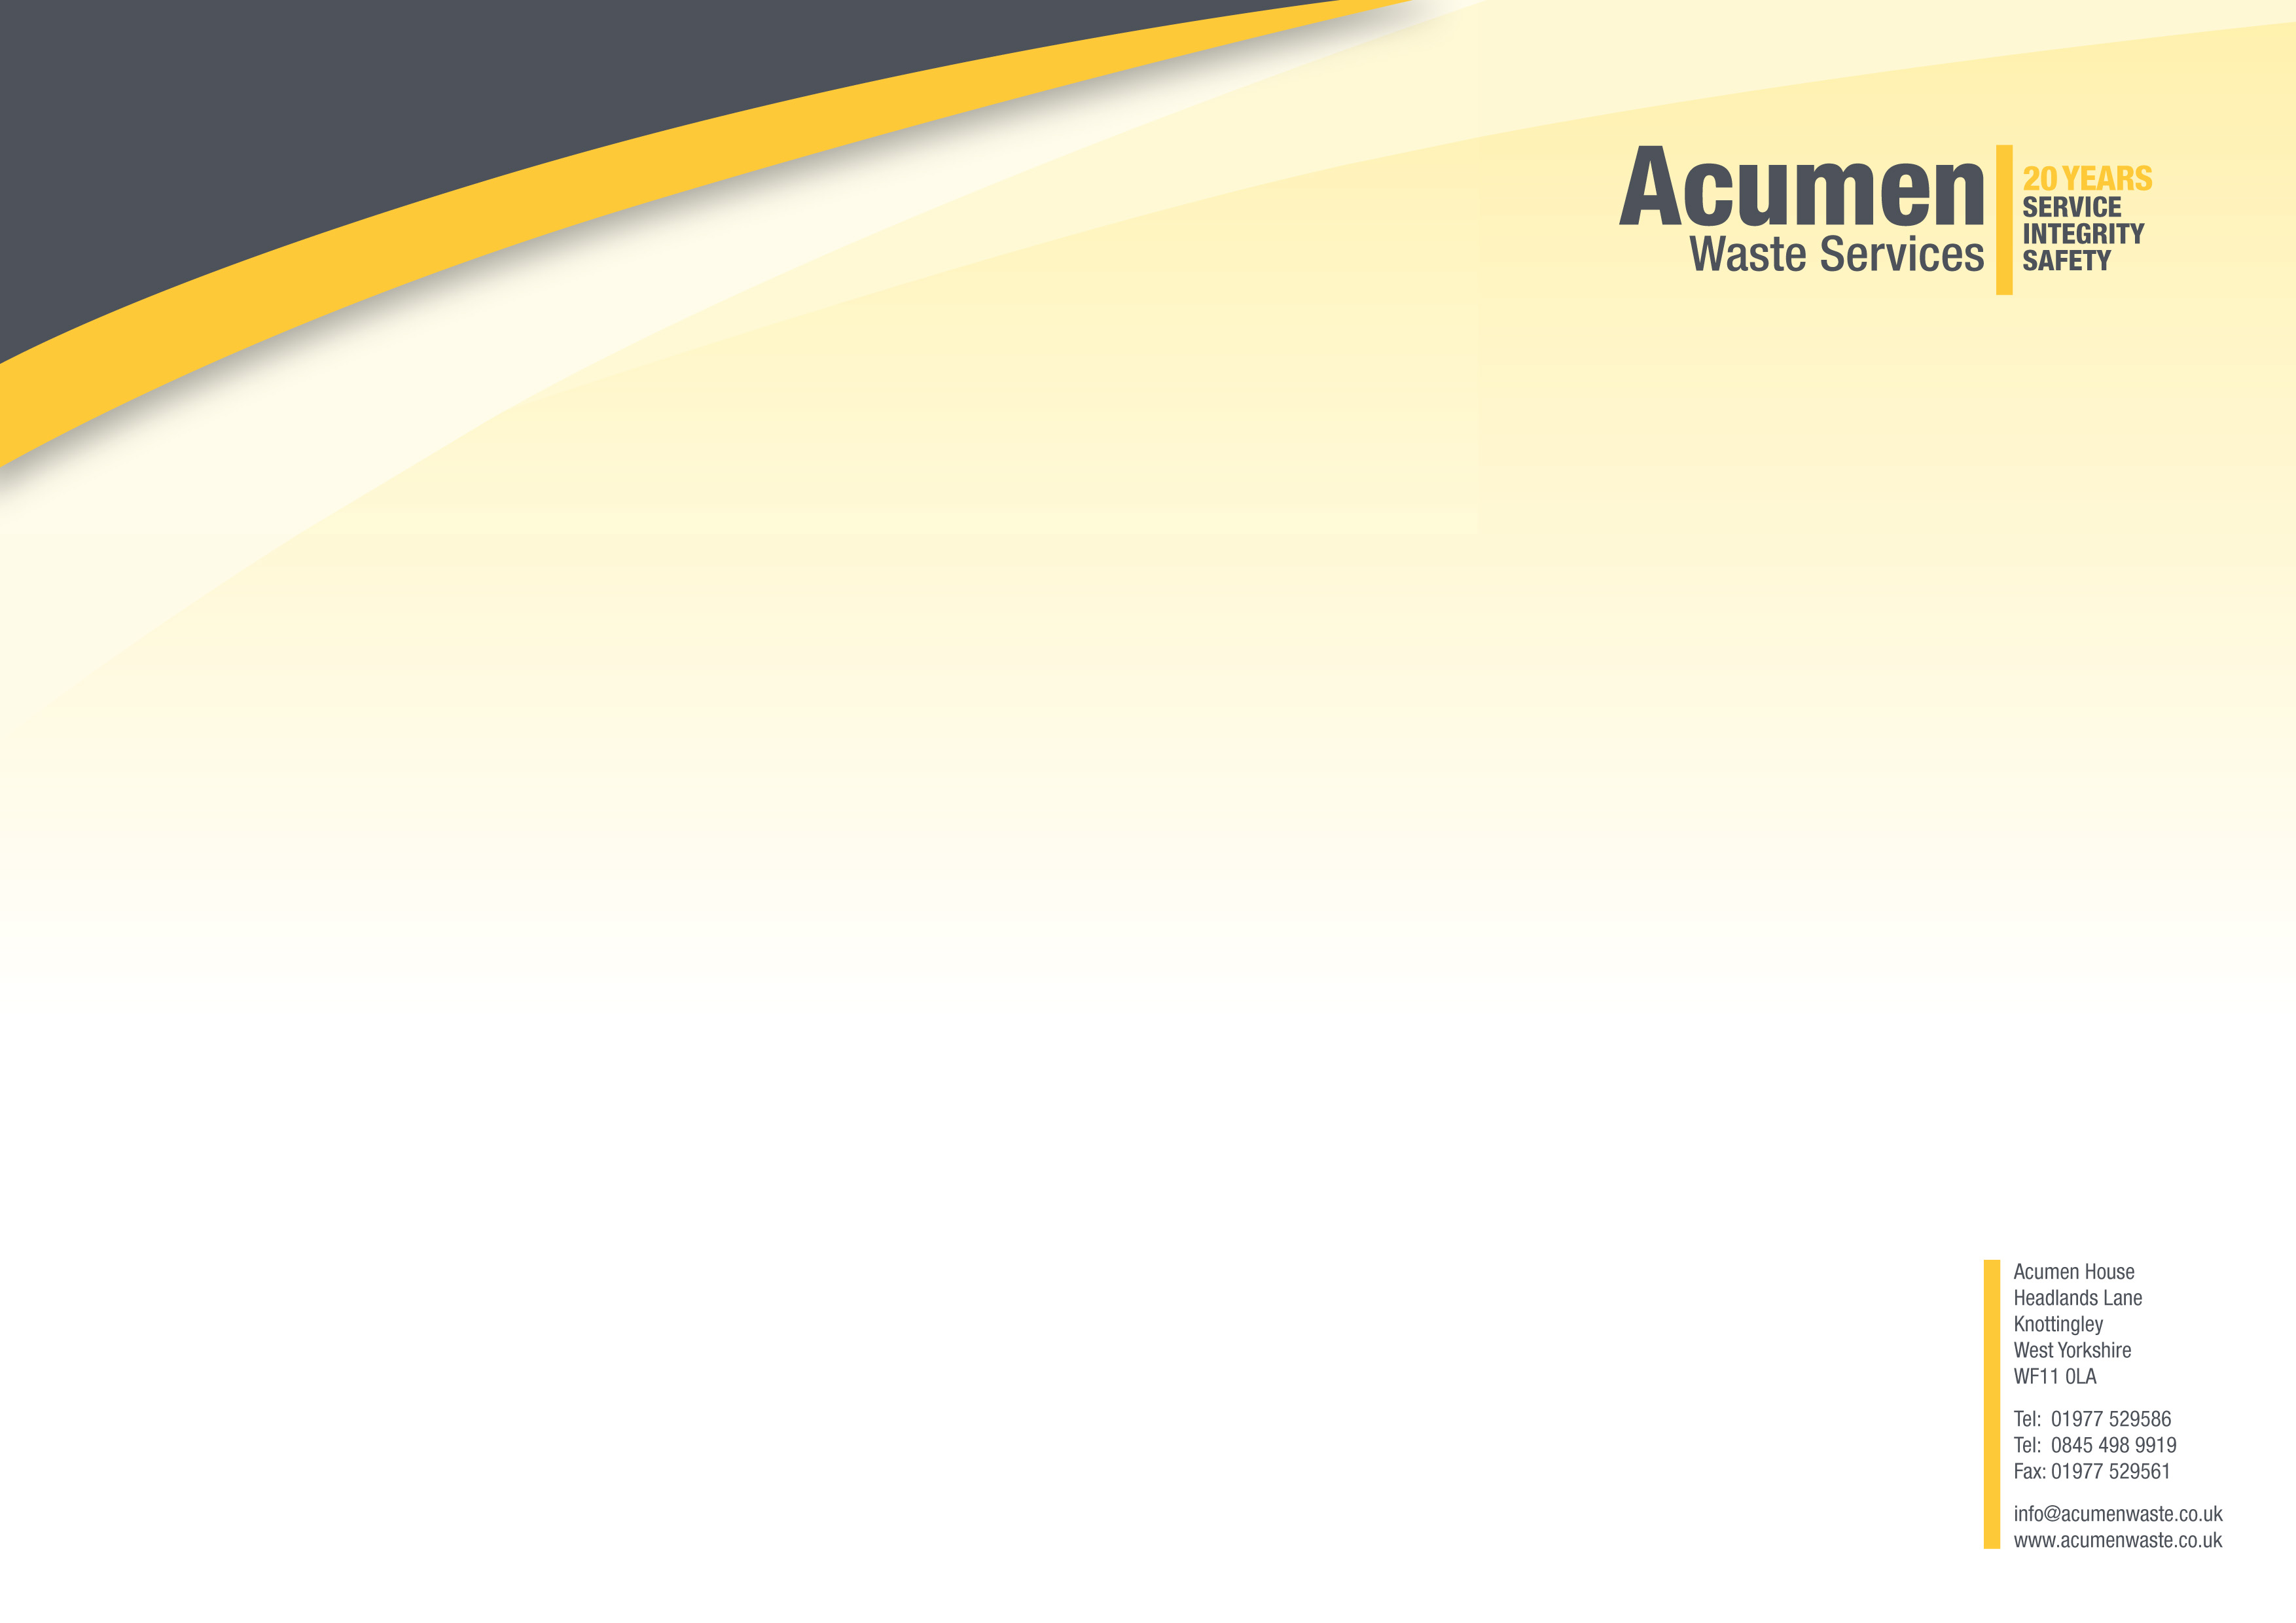 Acumen
Waste Services
20 YEARS
SERVICE
INTEGRITY
SAFETY
Acumen House
Headlands Lane
Knottingley
West Yorkshire
WF11 0LA
Tel: 01977 529586
Tel: 0845 498 9919
Fax: 01977 529561
info@acumenwaste.co.uk
www.acumenwaste.co.uk